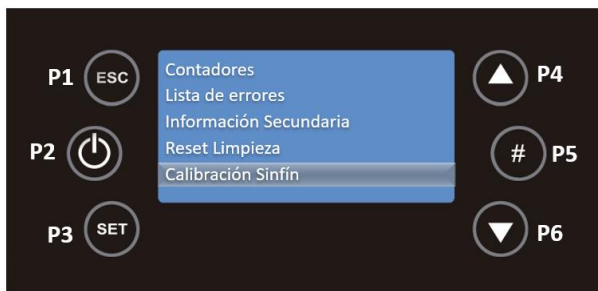 P1 ESC
P2
P3 SET
Contadores
Lista de errores
Información Secundaria
Reset Limpieza
Calibración Sinfín
P4
# P5
P6